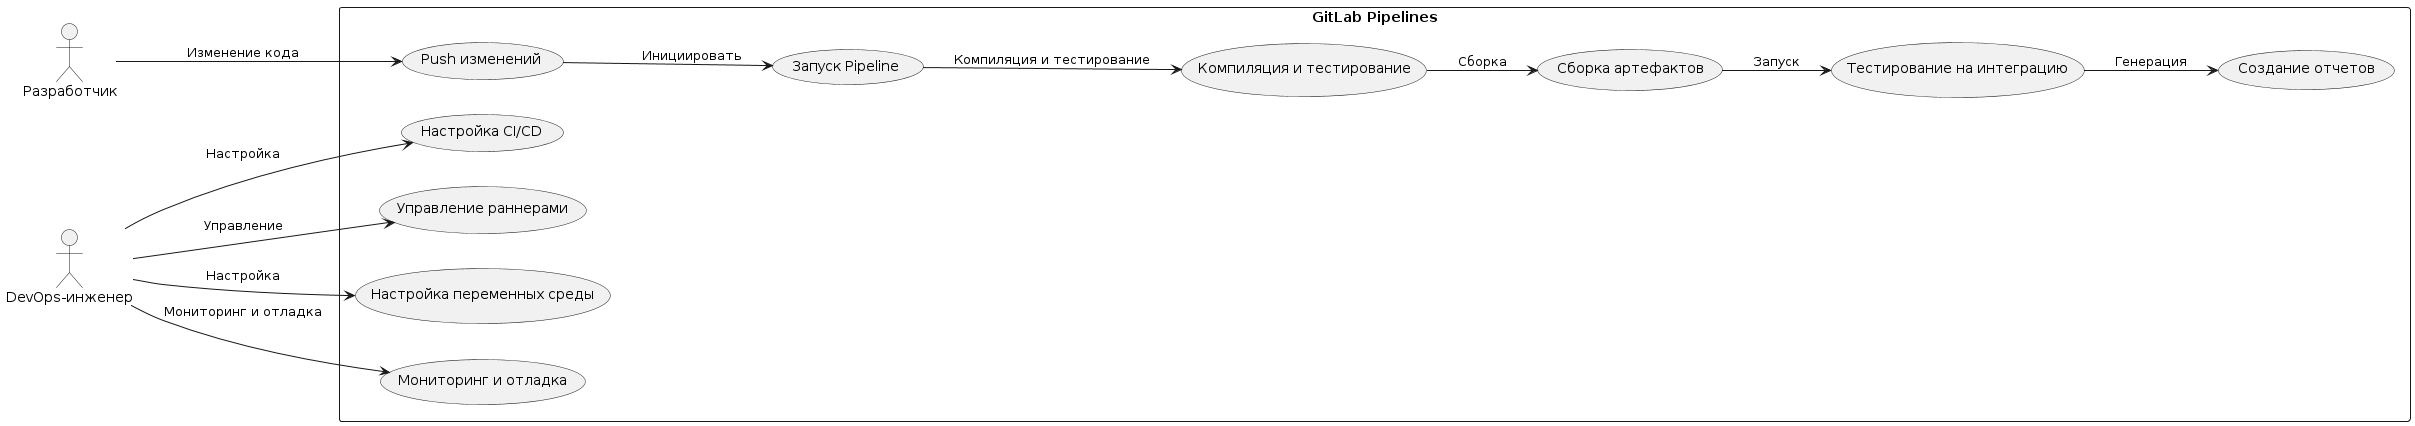 GitLab Pipelines
Разработчик
Изменение кода
Push изменений
Инициировать
Запуск Pipeline
Компиляция и тестирование
Компиляция и тестирование
Сборка
Сборка артефактов
Запуск
Тестирование на интеграцию
Генерация
Создание отчетов
DevOps-инженер
Настройка
Настройка CI/CD
Управление
Управление раннерами
Настройка
Настройка переменных среды
Мониторинг и отладка
Мониторинг и отладка